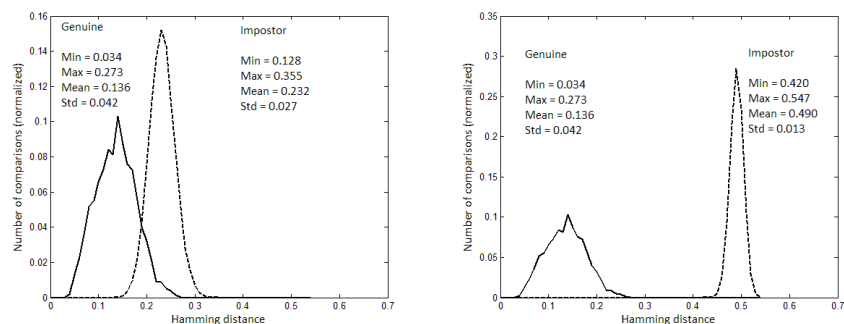 0.16
0.14
0.12
0.1
0.08
0.06
0.04
0.02
0
Number of comparisons (normalized)
Genuine
Min = 0.034
Max = 0.273
Mean = 0.136
Std = 0.042
Impostor
Min = 0.128
Max = 0.355
Mean = 0.232
Std = 0.027
0 0.1 0.2 0.3 0.4 0.5 0.6 0.7
Hamming distance
0.35
0.3
0.25
0.2
0.15
0.1
0.05
0
Number of comparisons (normalized)
Genuine
Min = 0.034
Max = 0.273
Mean = 0.136
Std = 0.042
Impostor
Min = 0.420
Max = 0.547
Mean = 0.490
Std = 0.013
0 0.1 0.2 0.3 0.4 0.5 0.6 0.7
Hamming distance